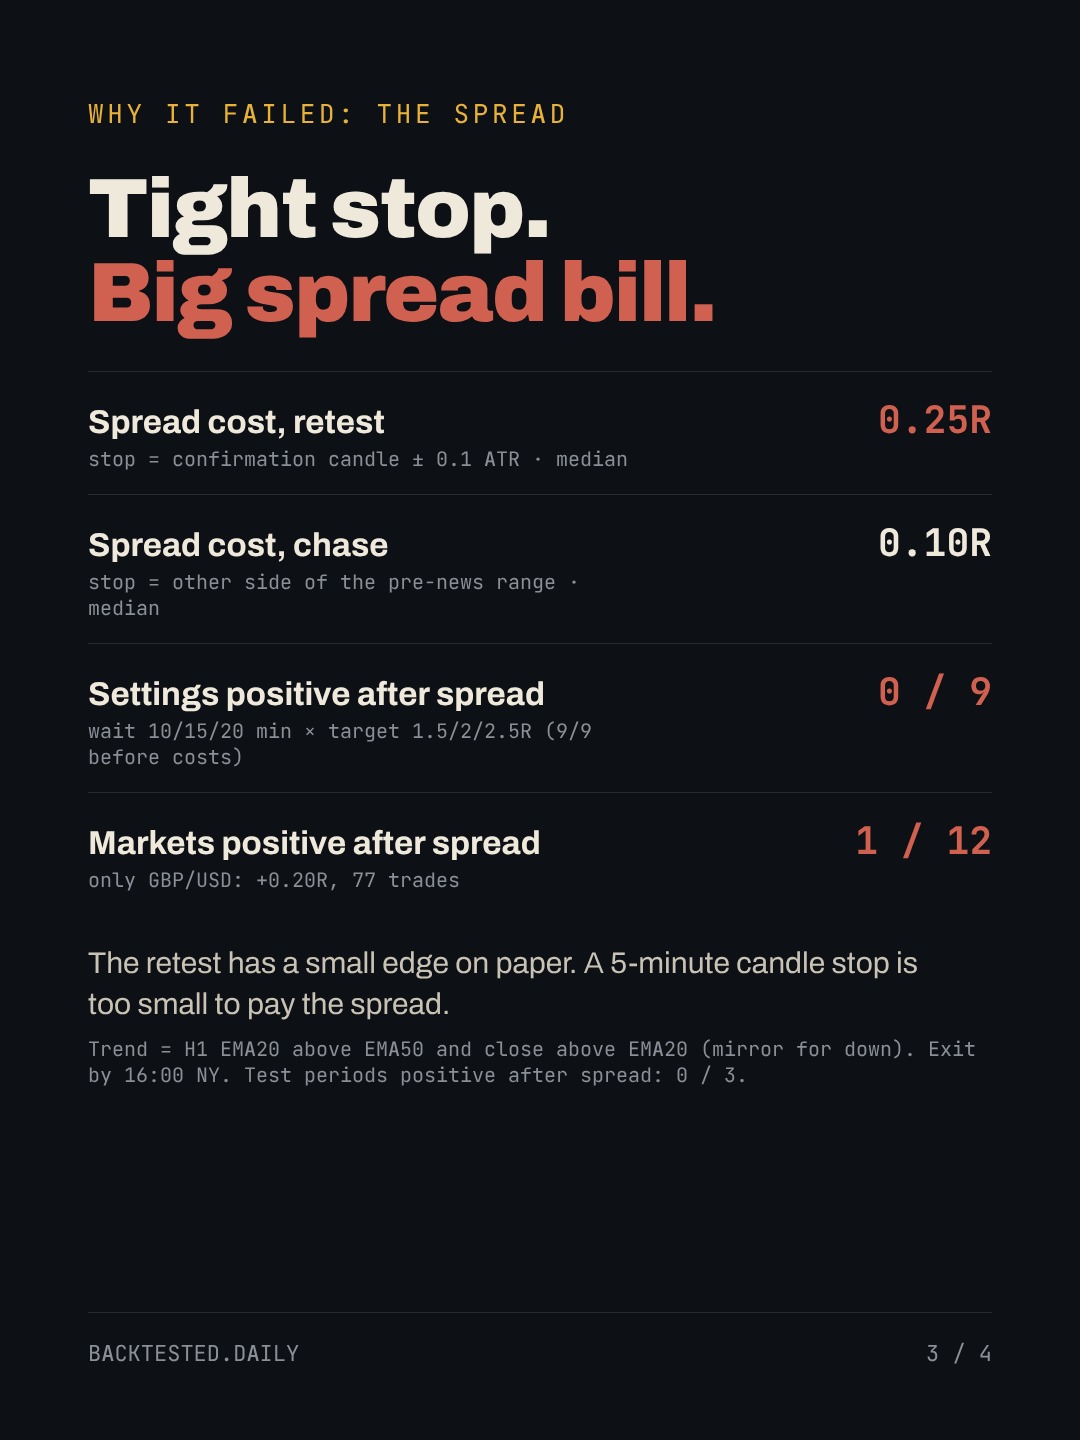 WHY IT FAILED: THE SPREAD
Tight stop.
Big spread bill.
Spread cost, retest
0.25R
stop = confirmation candle ± 0.1 ATR · median
Spread cost, chase
0.10R
stop = other side of the pre-news range ·
median
Settings positive after spread
0 / 9
wait 10/15/20 min × target 1.5/2/2.5R (9/9
before costs)
Markets positive after spread
1 / 12
only GBP/USD: +0.20R, 77 trades
The retest has a small edge on paper. A 5-minute candle stop is
too small to pay the spread.
Trend = H1 EMA20 above EMA50 and close above EMA20 (mirror for down). Exit
by 16:00 NY. Test periods positive after spread: 0 / 3.
BACKTESTED.DAILY
3 / 4